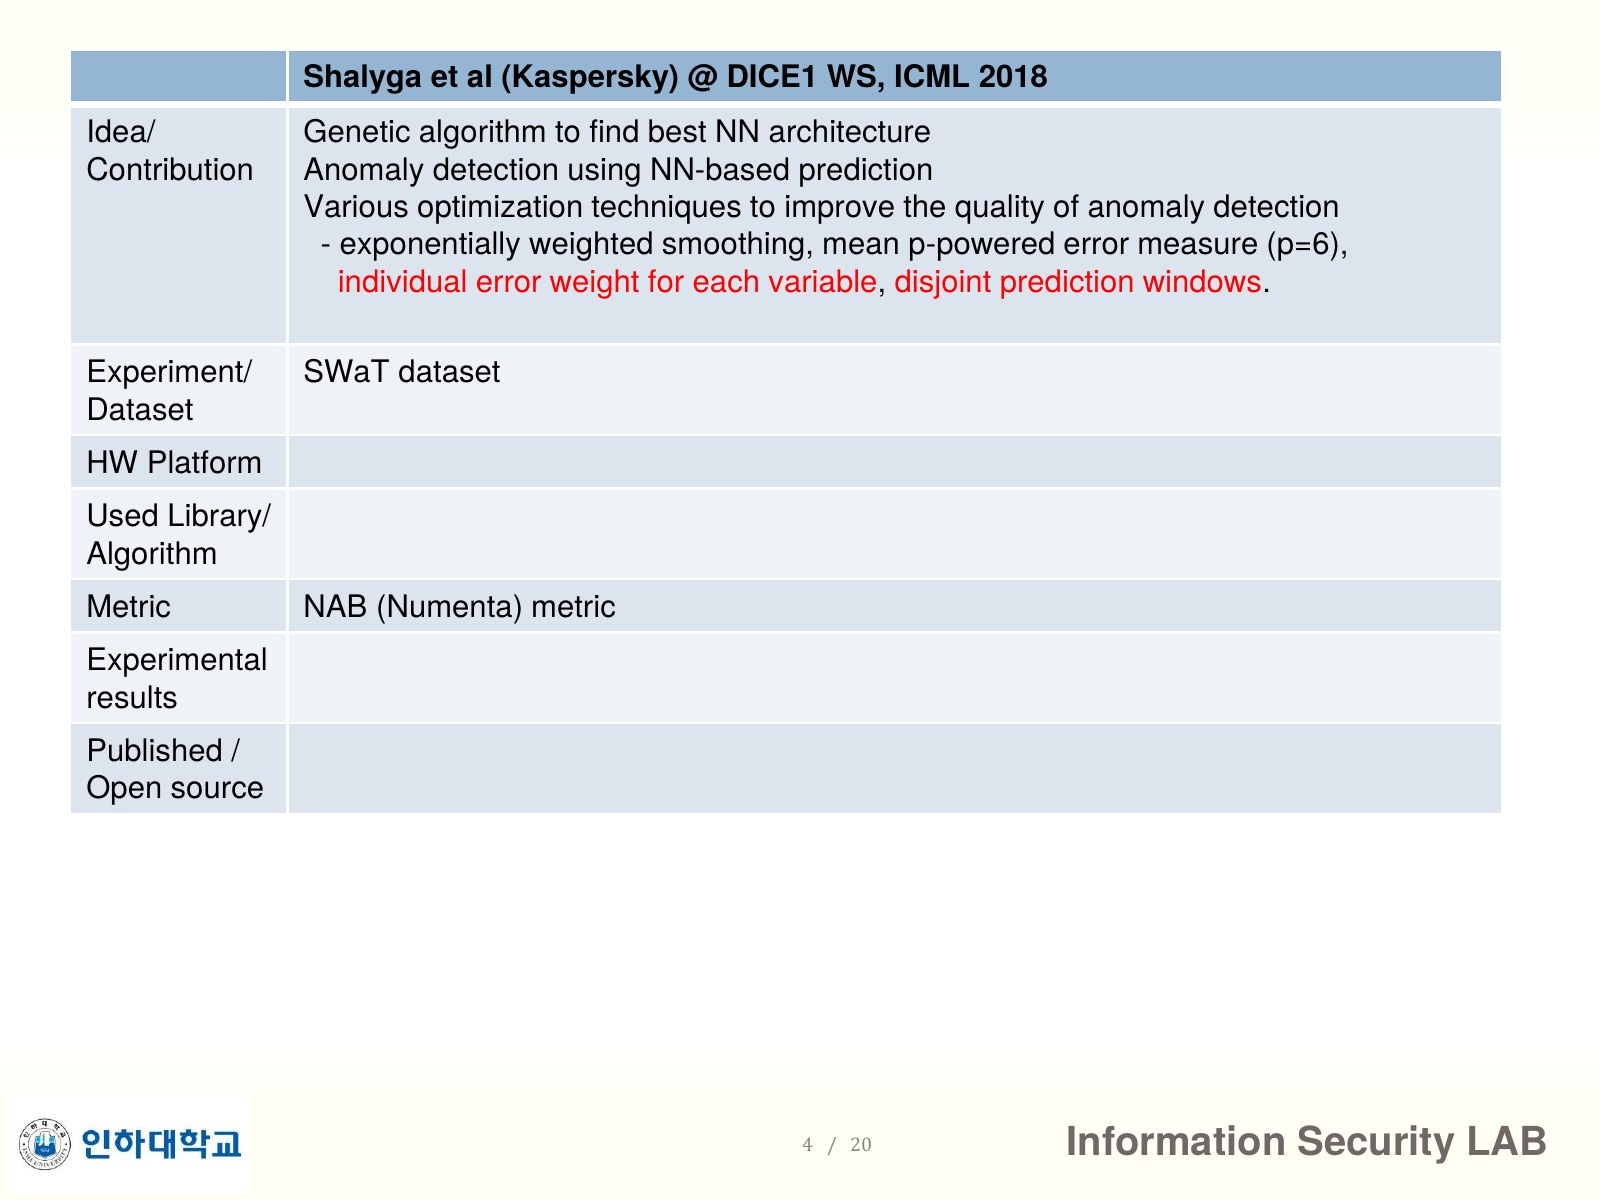 Shalyga et al (Kaspersky) @ DICE1 WS, ICML 2018
Idea/
Contribution
Genetic algorithm to find best NN architecture
Anomaly detection using NN-based prediction
Various optimization techniques to improve the quality of anomaly detection
- exponentially weighted smoothing, mean p-powered error measure (p=6),
individual error weight for each variable, disjoint prediction windows.
Experiment/
Dataset
SWaT dataset
HW Platform
Used Library/
Algorithm
Metric
NAB (Numenta) metric
Experimental
results
Published /
Open source
인하대학교
4 / 20
Information Security LAB